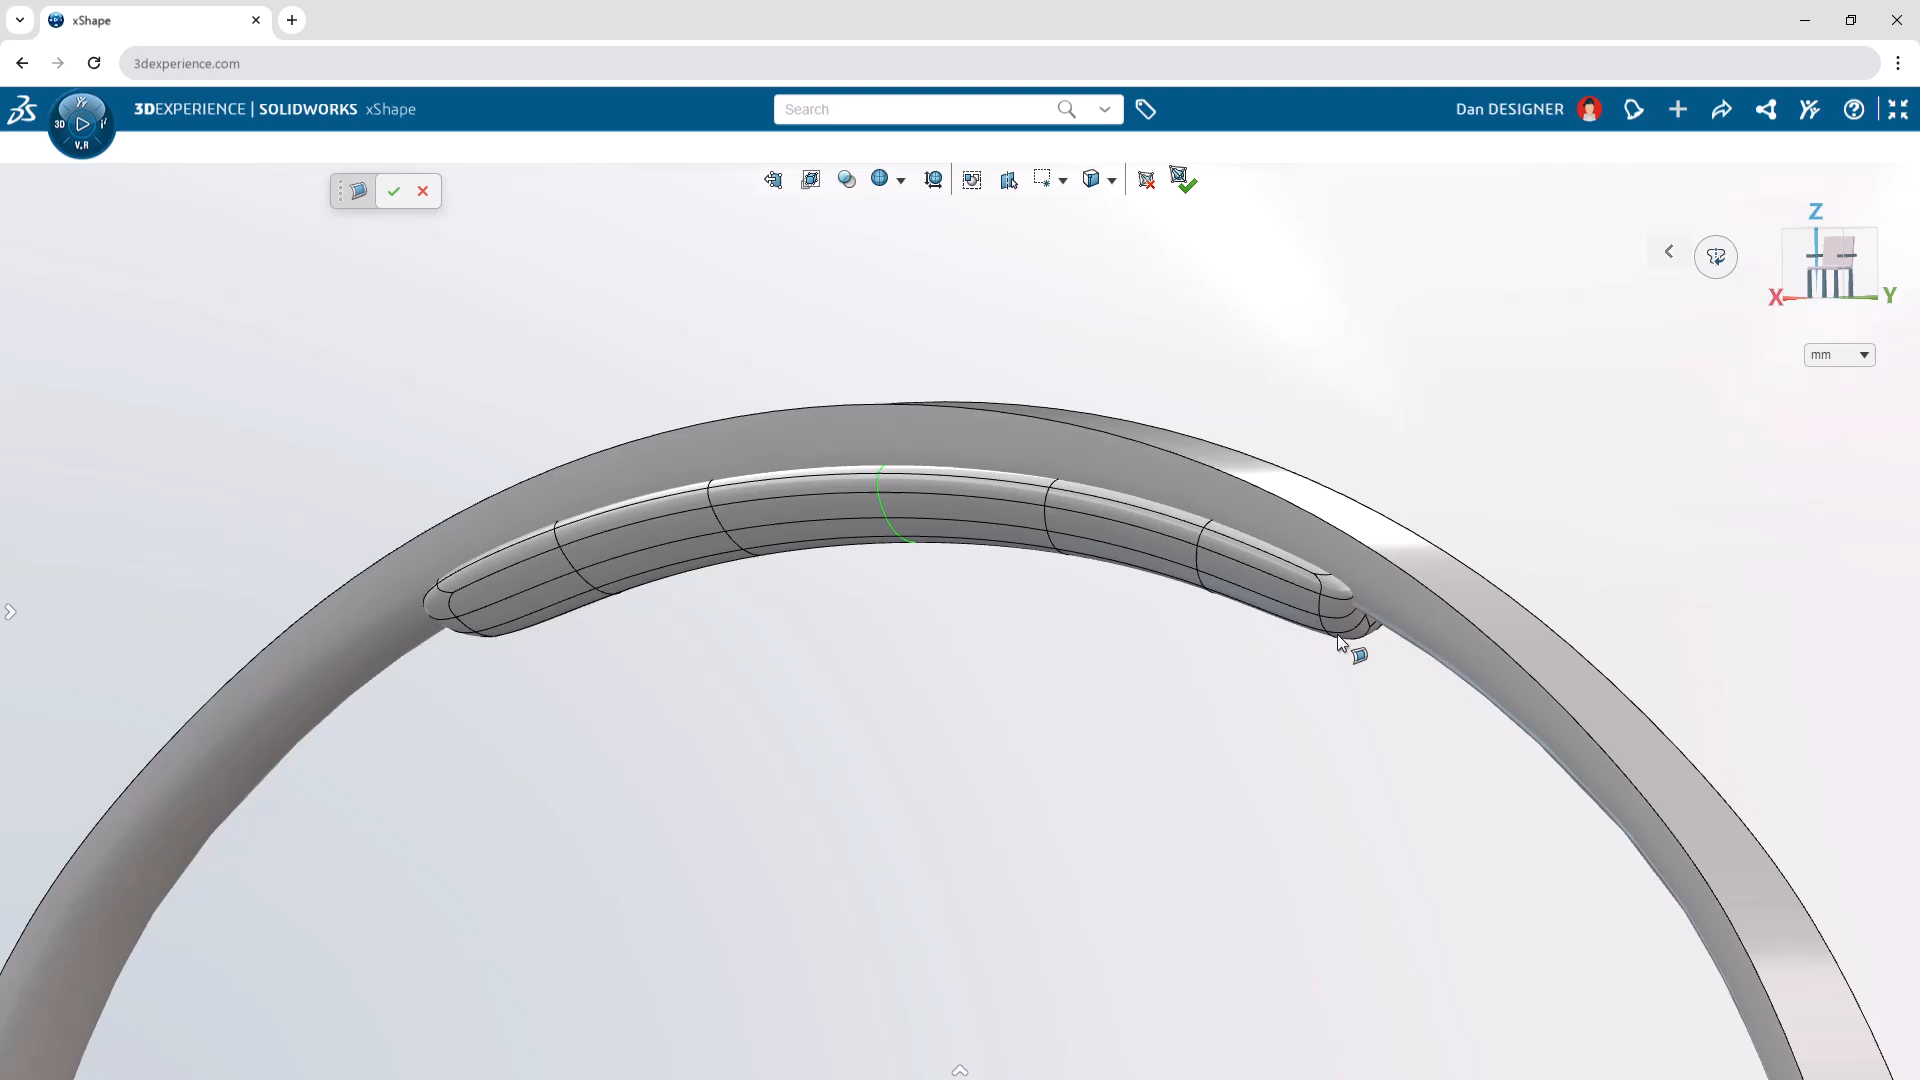 xShape
3dexperience.com
3DEXPERIENCE | SOLIDWORKS xShape
Search
Dan DESIGNER
3D
V.R
Z
X
Y
mm